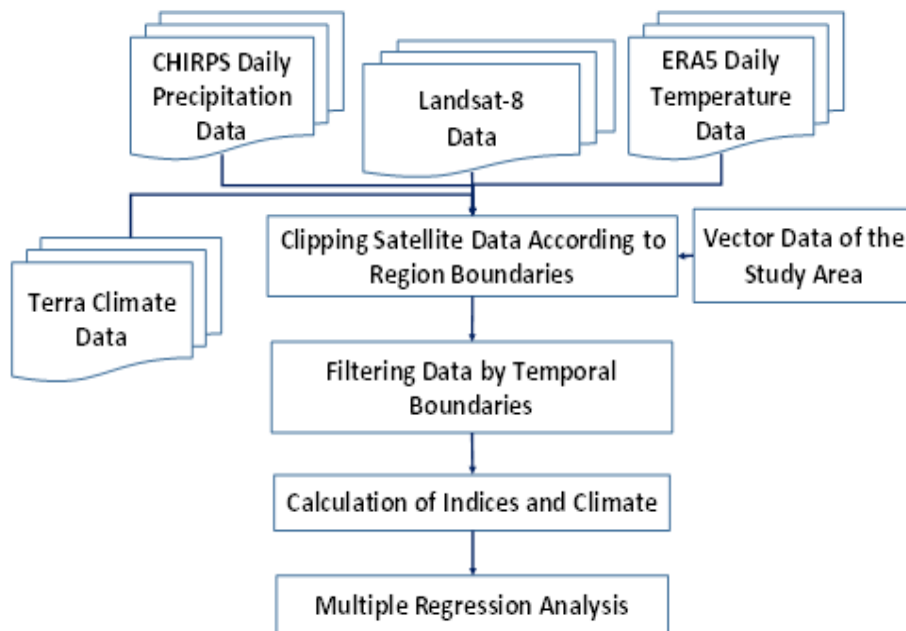 CHIRPS Daily
Precipitation
Data
Landsat-8
Data
ERA5 Daily
Temperature
Data
Terra Climate
Data
Clipping Satellite Data According to
Region Boundaries
Vector Data of the
Study Area
Filtering Data by Temporal
Boundaries
Calculation of Indices and Climate
Multiple Regression Analysis